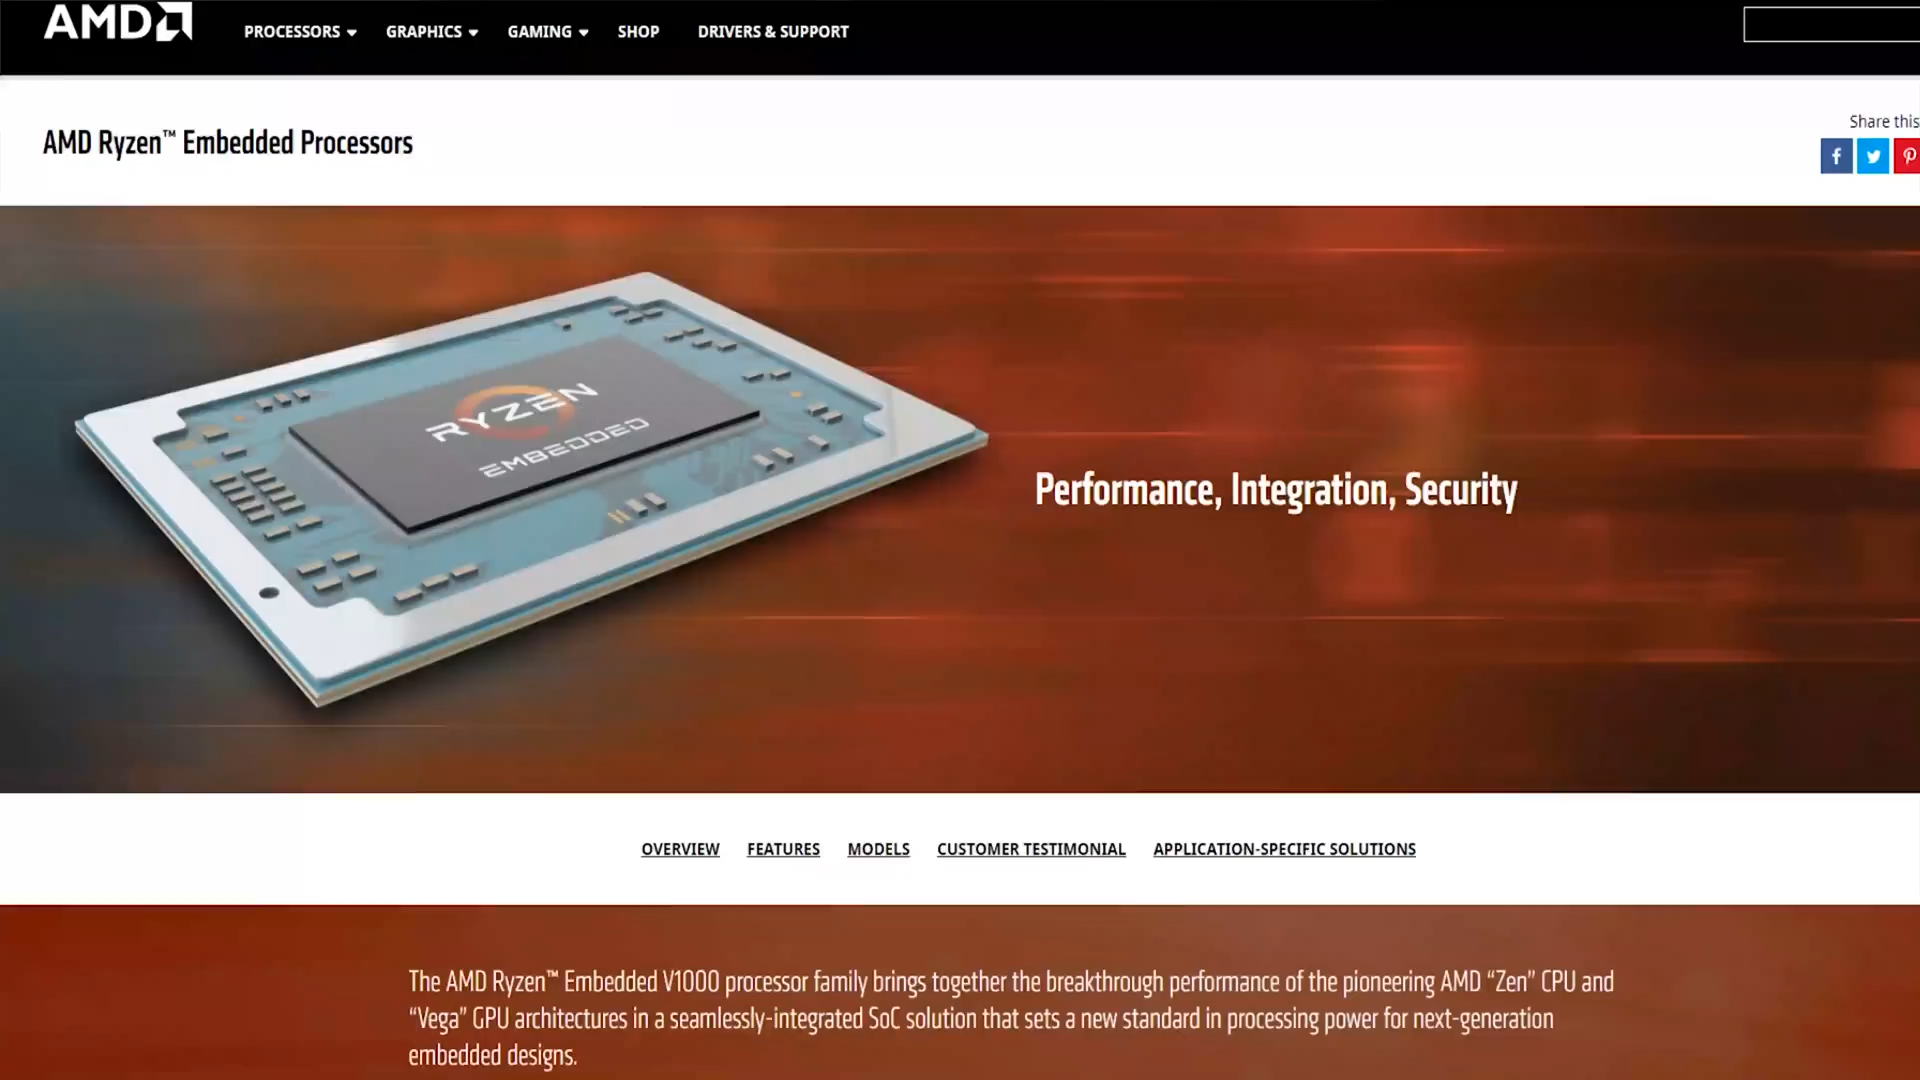 AMD
PROCESSORS GRAPHICS GAMING SHOP DRIVERS & SUPPORT
AMD Ryzen™ Embedded Processors
Share this
RYZEN
EMBEDDED
Performance, Integration, Security
OVERVIEW FEATURES MODELS CUSTOMER TESTIMONIAL APPLICATION-SPECIFIC SOLUTIONS
The AMD Ryzen™ Embedded V1000 processor family brings together the breakthrough performance of the pioneering AMD “Zen” CPU and
“Vega” GPU architectures in a seamlessly-integrated SoC solution that sets a new standard in processing power for next-generation
embedded designs.